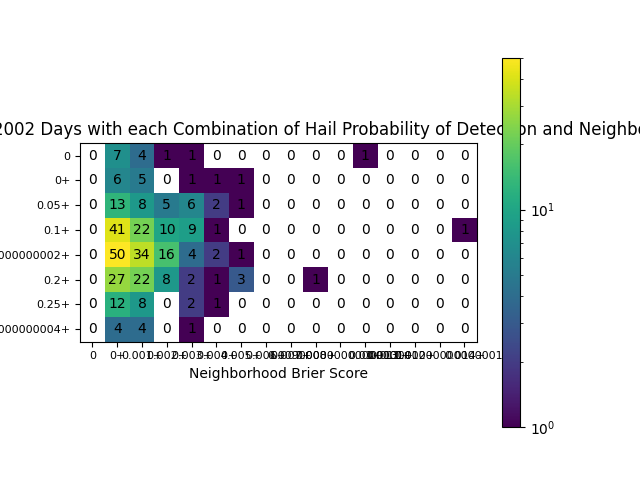 2002 Days with each Combination of Hail Probability of Detection and Neighbo
0 0 7 4 1 1 0 0 0 0 0 0 1 0 0 0 0
0+ 0 6 5 0 1 1 1 0 0 0 0 0 0 0 0 0
0.05+ 0 13 8 5 6 2 1 0 0 0 0 0 0 0 0 0
0.1+ 0 41 22 10 9 1 0 0 0 0 0 0 0 0 0 1
000000002+ 0 50 34 16 4 2 1 0 0 0 0 0 0 0 0 0
0.2+ 0 27 22 8 2 1 3 0 0 1 0 0 0 0 0 0
0.25+ 0 12 8 0 2 1 0 0 0 0 0 0 0 0 0 0
000000004+ 0 4 4 0 1 0 0 0 0 0 0 0 0 0 0 0
0 0+ 0.001+
Neighborhood Brier Score
10¹
10⁰